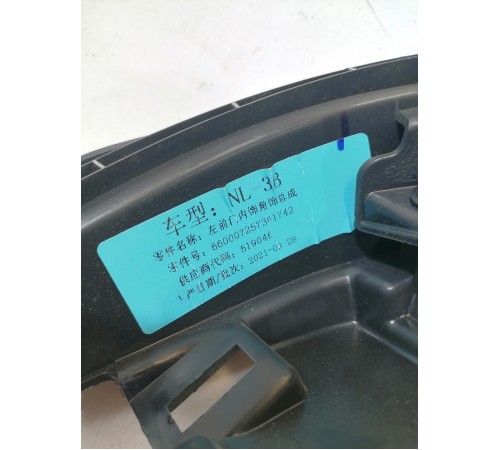 车型：NL-3B
零件名称：左前门内饰板饰总成
零件号：6600072573B1742
供应商代码：519046
生产日期/批次：2021-01-28